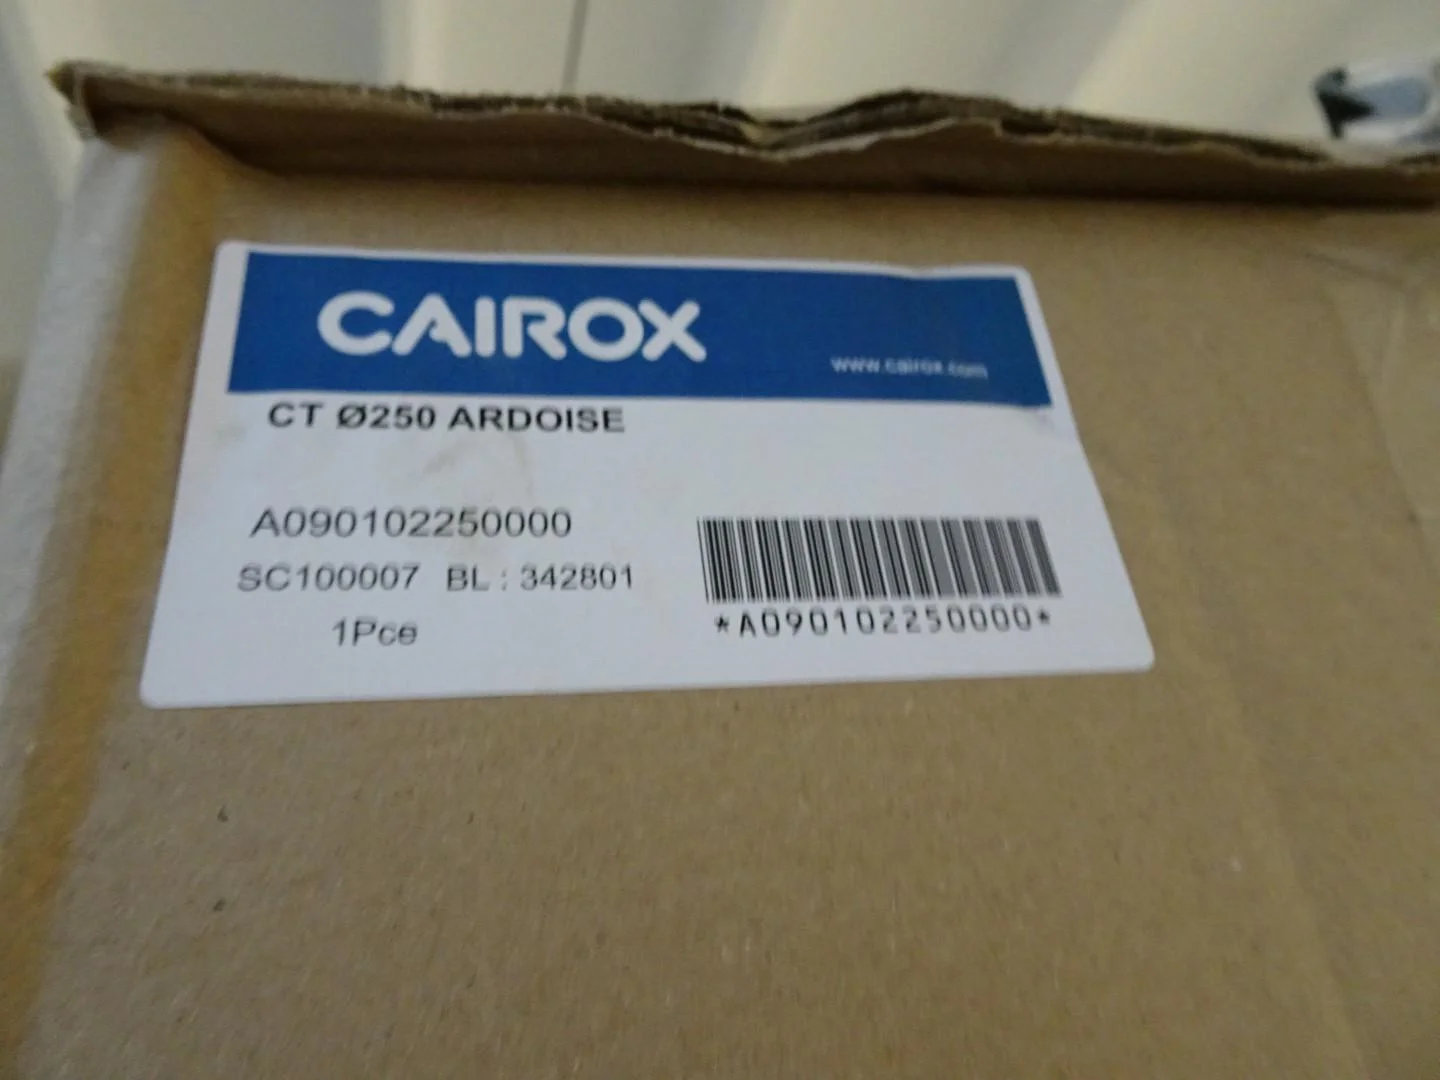 CAIROX
www.cairox.com
CT Ø250 ARDOISE
A090102250000
SC100007 BL : 342801
1Pce
*A090102250000*